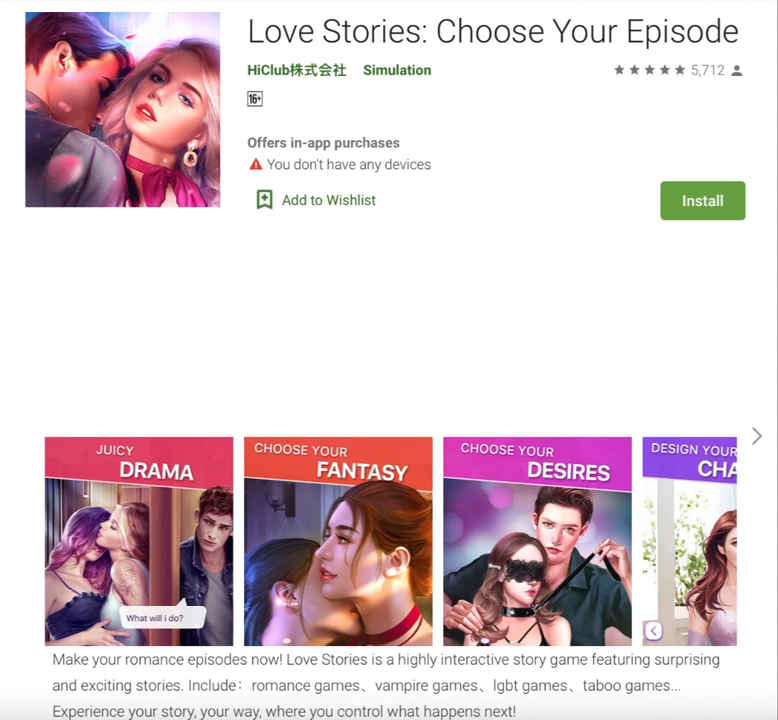 Love Stories: Choose Your Episode
HiClub株式会社 Simulation 5,712
16+
Offers in-app purchases
You don't have any devices
Add to Wishlist
Install
JUICY
DRAMA
What will i do?
CHOOSE YOUR
FANTASY
CHOOSE YOUR
DESIRES
DESIGN YOUR
CHA
Make your romance episodes now! Love Stories is a highly interactive story game featuring surprising
and exciting stories. Include：romance games、vampire games、lgbt games、taboo games...
Experience your story, your way, where you control what happens next!